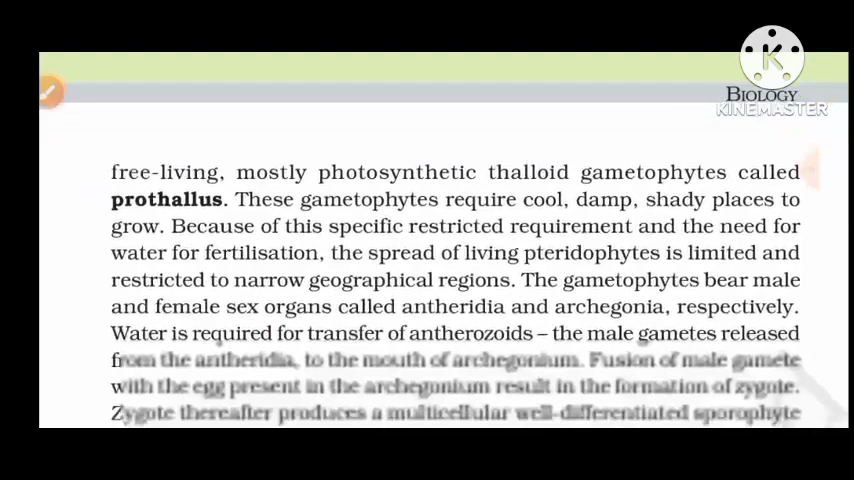 K
BIOLOGY
KINEMASTER
free-living, mostly photosynthetic thalloid gametophytes called
prothallus. These gametophytes require cool, damp, shady places to
grow. Because of this specific restricted requirement and the need for
water for fertilisation, the spread of living pteridophytes is limited and
restricted to narrow geographical regions. The gametophytes bear male
and female sex organs called antheridia and archegonia, respectively.
Water is required for transfer of antherozoids – the male gametes released
from the antheridia, to the mouth of archegonium. Fusion of male gamete
with the egg present in the archegonium result in the formation of zygote.
Zygote thereafter produces a multicellular well-differentiated sporophyte